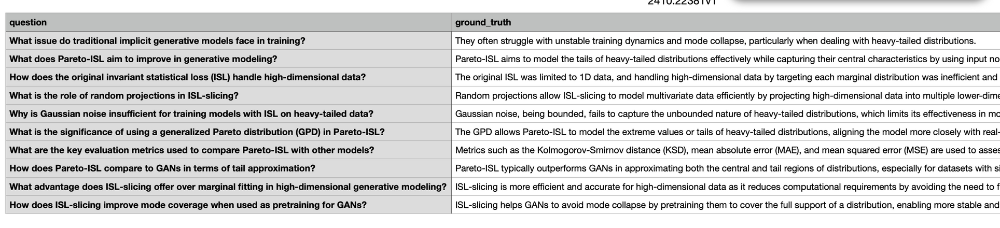 2410.22381v1
question
ground_truth
What issue do traditional implicit generative models face in training?
They often struggle with unstable training dynamics and mode collapse, particularly when dealing with heavy-tailed distributions.
What does Pareto-ISL aim to improve in generative modeling?
Pareto-ISL aims to model the tails of heavy-tailed distributions effectively while capturing their central characteristics by using input no
How does the original invariant statistical loss (ISL) handle high-dimensional data?
The original ISL was limited to 1D data, and handling high-dimensional data by targeting each marginal distribution was inefficient and
What is the role of random projections in ISL-slicing?
Random projections allow ISL-slicing to model multivariate data efficiently by projecting high-dimensional data into multiple lower-dime
Why is Gaussian noise insufficient for training models with ISL on heavy-tailed data?
Gaussian noise, being bounded, fails to capture the unbounded nature of heavy-tailed distributions, which limits its effectiveness in mo
What is the significance of using a generalized Pareto distribution (GPD) in Pareto-ISL?
The GPD allows Pareto-ISL to model the extreme values or tails of heavy-tailed distributions, aligning the model more closely with real-
What are the key evaluation metrics used to compare Pareto-ISL with other models?
Metrics such as the Kolmogorov-Smirnov distance (KSD), mean absolute error (MAE), and mean squared error (MSE) are used to asses
How does Pareto-ISL compare to GANs in terms of tail approximation?
Pareto-ISL typically outperforms GANs in approximating both the central and tail regions of distributions, especially for datasets with si
What advantage does ISL-slicing offer over marginal fitting in high-dimensional generative modeling?
ISL-slicing is more efficient and accurate for high-dimensional data as it reduces computational requirements by avoiding the need to f
How does ISL-slicing improve mode coverage when used as pretraining for GANs?
ISL-slicing helps GANs to avoid mode collapse by pretraining them to cover the full support of a distribution, enabling more stable and